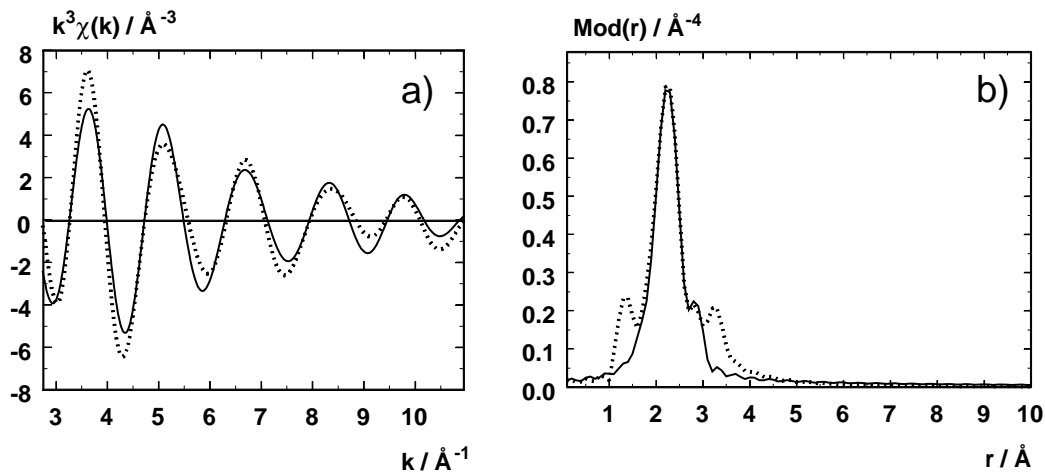 k³χ(k) / Å⁻³
a)
8
6
4
2
0
-2
-4
-6
-8
3 4 5 6 7 8 9 10
k / Å⁻¹
Mod(r) / Å⁻⁴
b)
0.8
0.7
0.6
0.5
0.4
0.3
0.2
0.1
0.0
1 2 3 4 5 6 7 8 9 10
r / Å